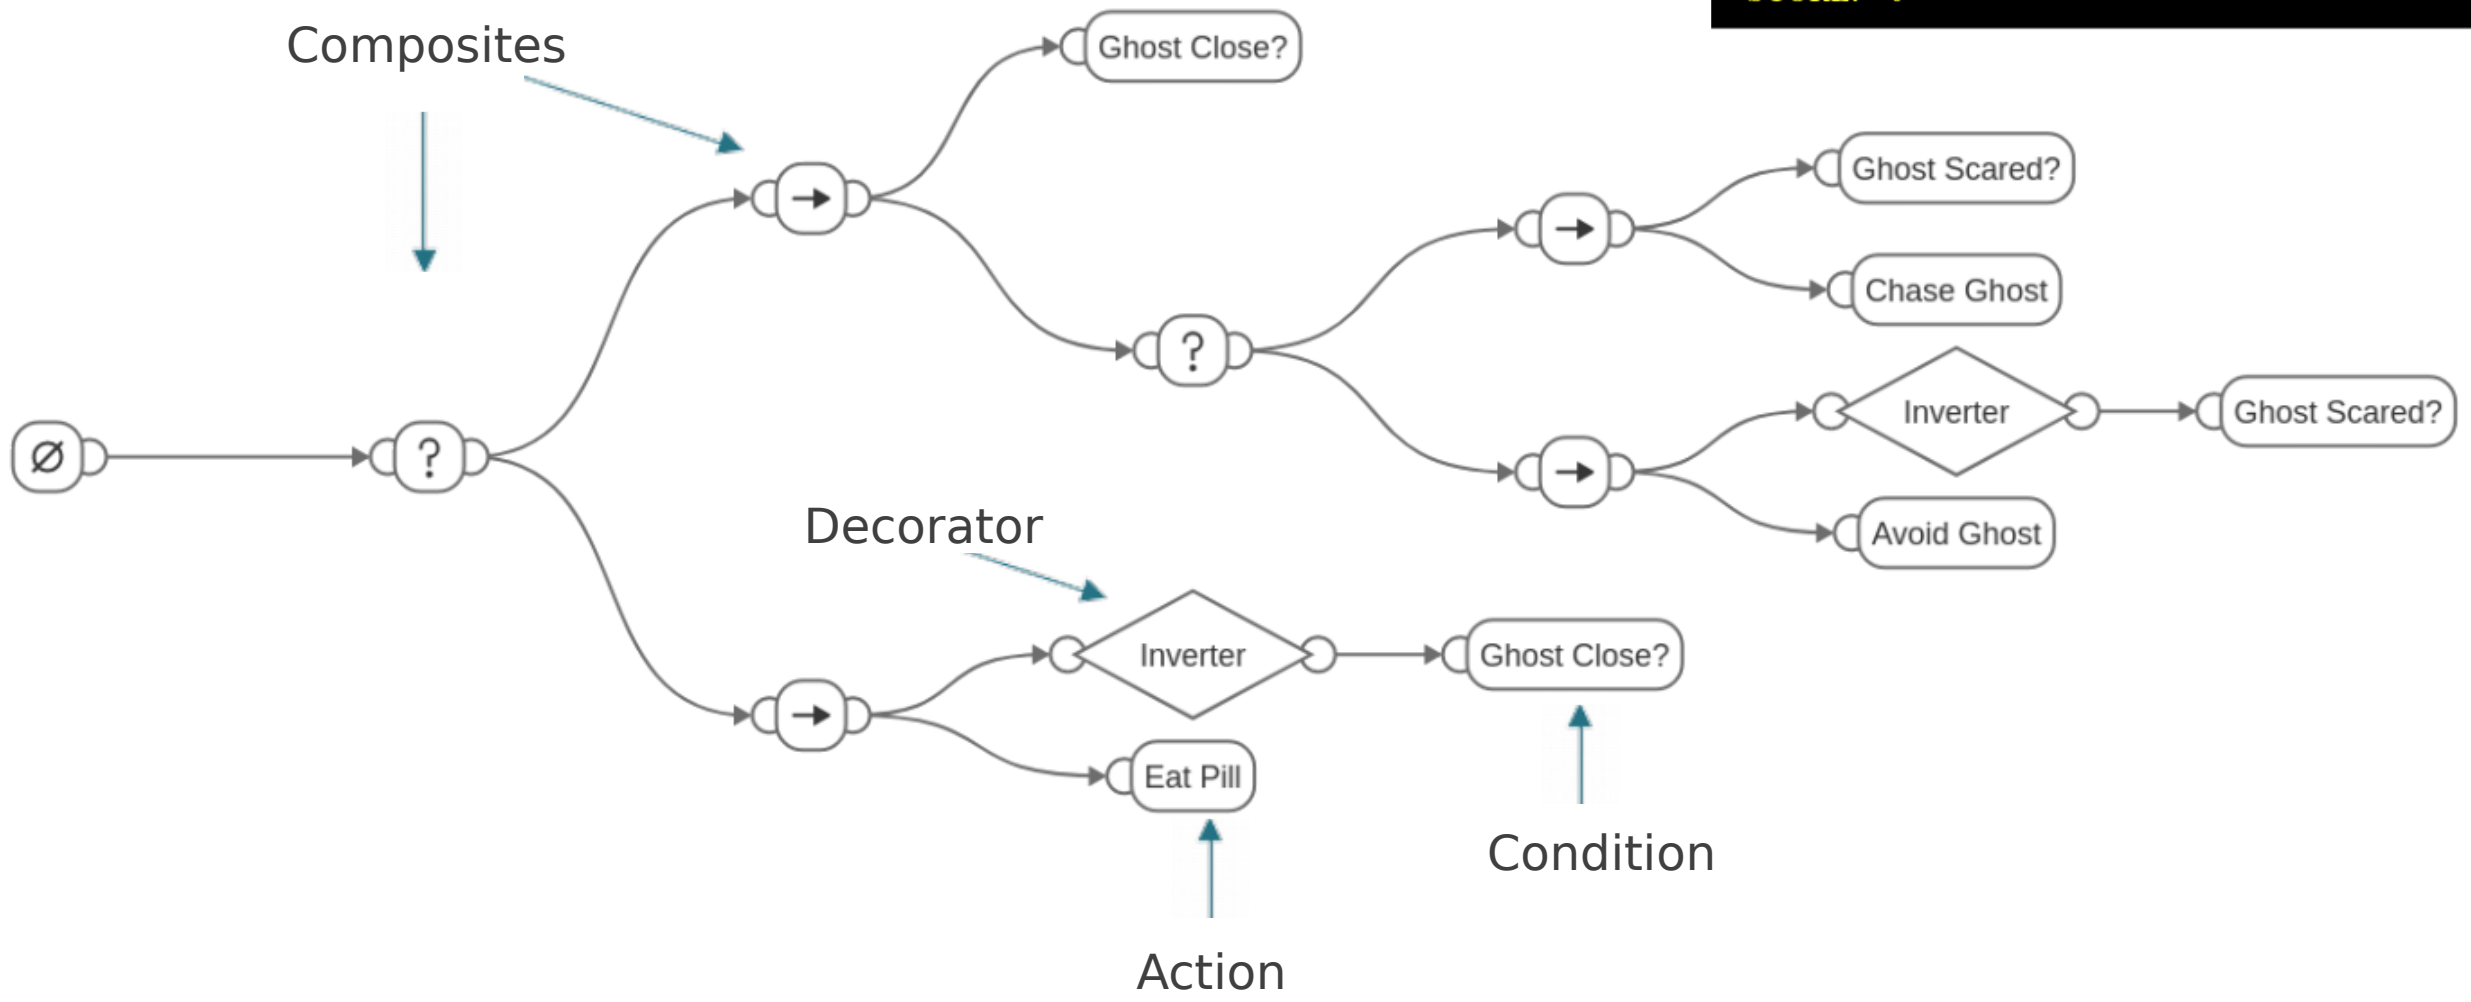 Composites
Ghost Close?
→
Ghost Scared?
→
Chase Ghost
?
Inverter
Ghost Scared?
∅
?
→
Avoid Ghost
Decorator
Inverter
Ghost Close?
→
Eat Pill
Condition
Action